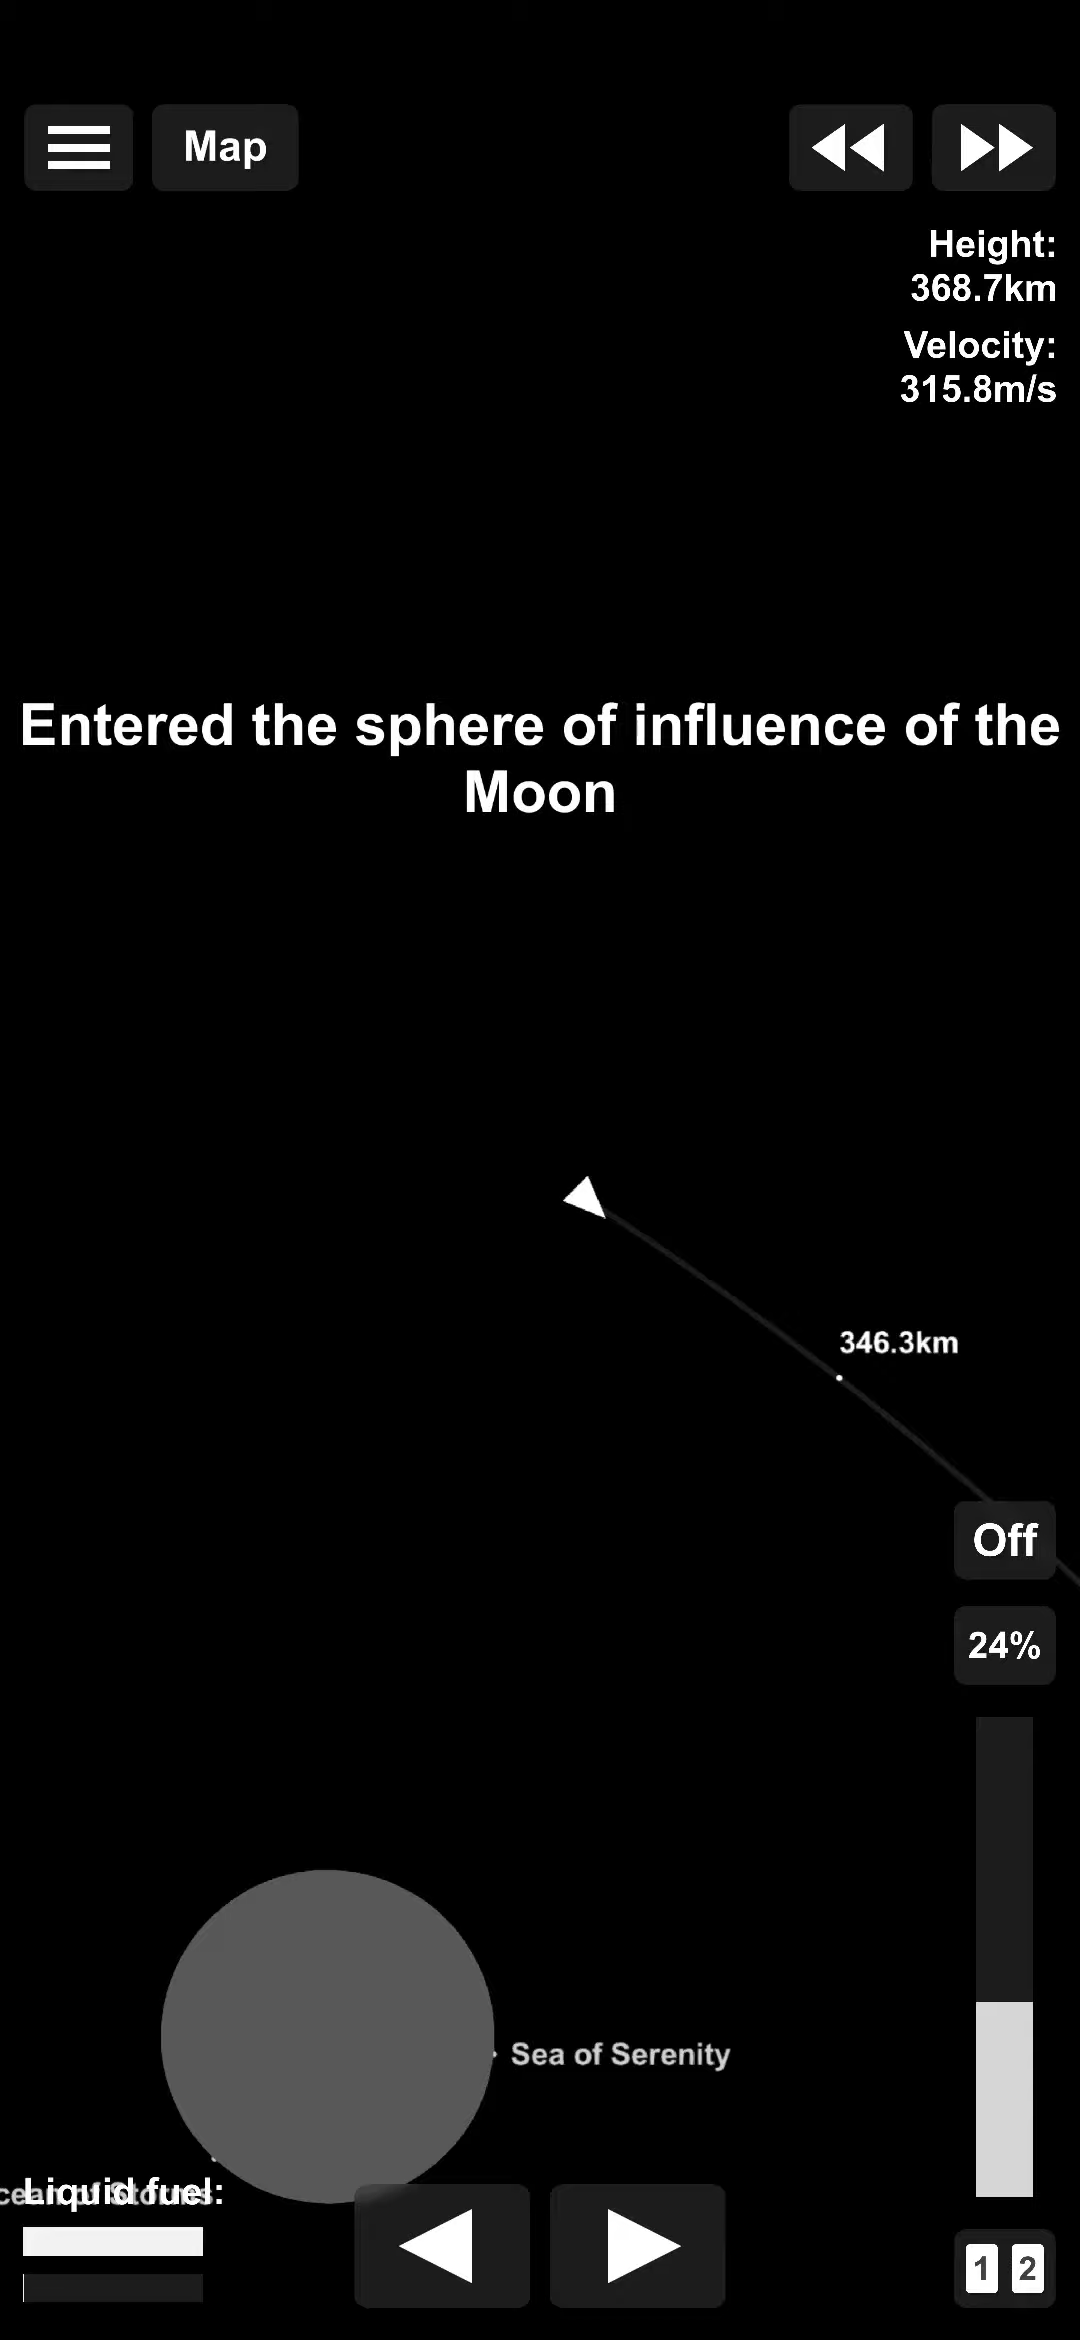 Map
Height:
368.7km
Velocity:
315.8m/s
Entered the sphere of influence of the
Moon
346.3km
Off
24%
Sea of Serenity
Liquid fuel:
1 2